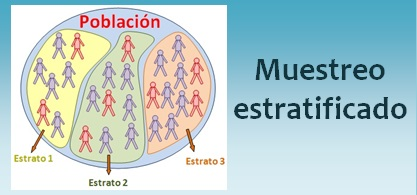 Población
Estrato 1
Estrato 2
Estrato 3
Muestreo
estratificado